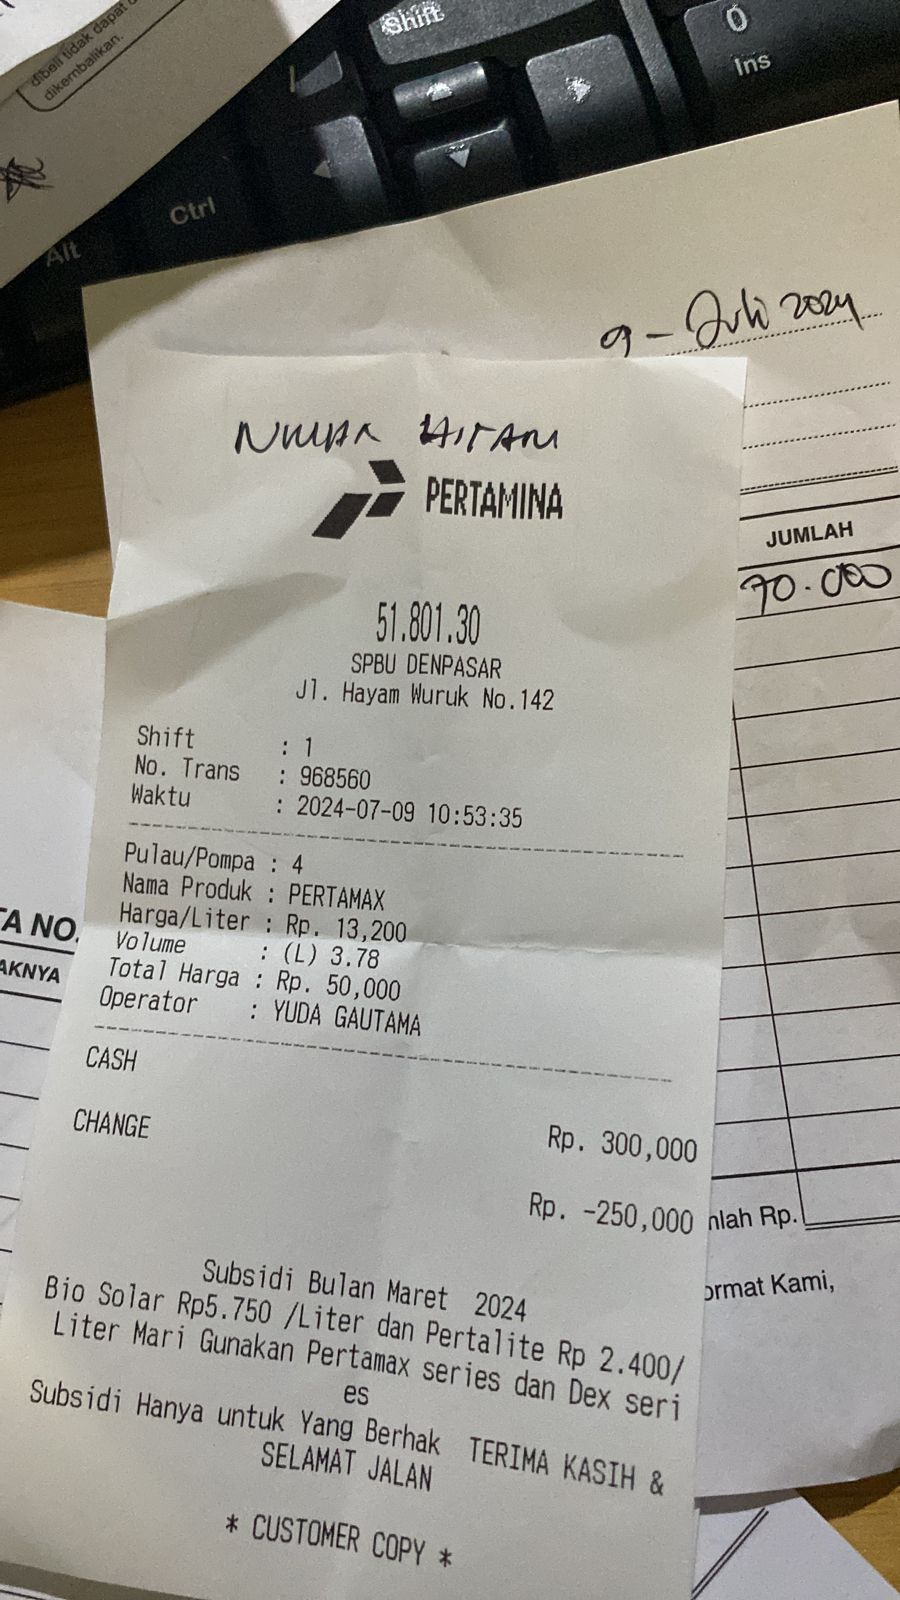 dibeli tidak dapat
dikembalikan.
Shift
0
Ins
Ctrl
Alt
9 - Juli 2024
HITAM
PERTAMINA
JUMLAH
70.000
51.801.30
SPBU DENPASAR
Jl. Hayam Wuruk No.142
Shift : 1
No. Trans : 968560
Waktu : 2024-07-09 10:53:35
Pulau/Pompa : 4
Nama Produk : PERTAMAX
Harga/Liter : Rp. 13,200
Volume : (L) 3.78
Total Harga : Rp. 50,000
Operator : YUDA GAUTAMA
TA NO.
AKNYA
CASH
Rp. 300,000
CHANGE
Rp. -250,000
mlah Rp.
ormat Kami,
Subsidi Bulan Maret 2024
Bio Solar Rp5.750 /Liter dan Pertalite Rp 2.400/
Liter Mari Gunakan Pertamax series dan Dex seri
es
Subsidi Hanya untuk Yang Berhak TERIMA KASIH &
SELAMAT JALAN
* CUSTOMER COPY *